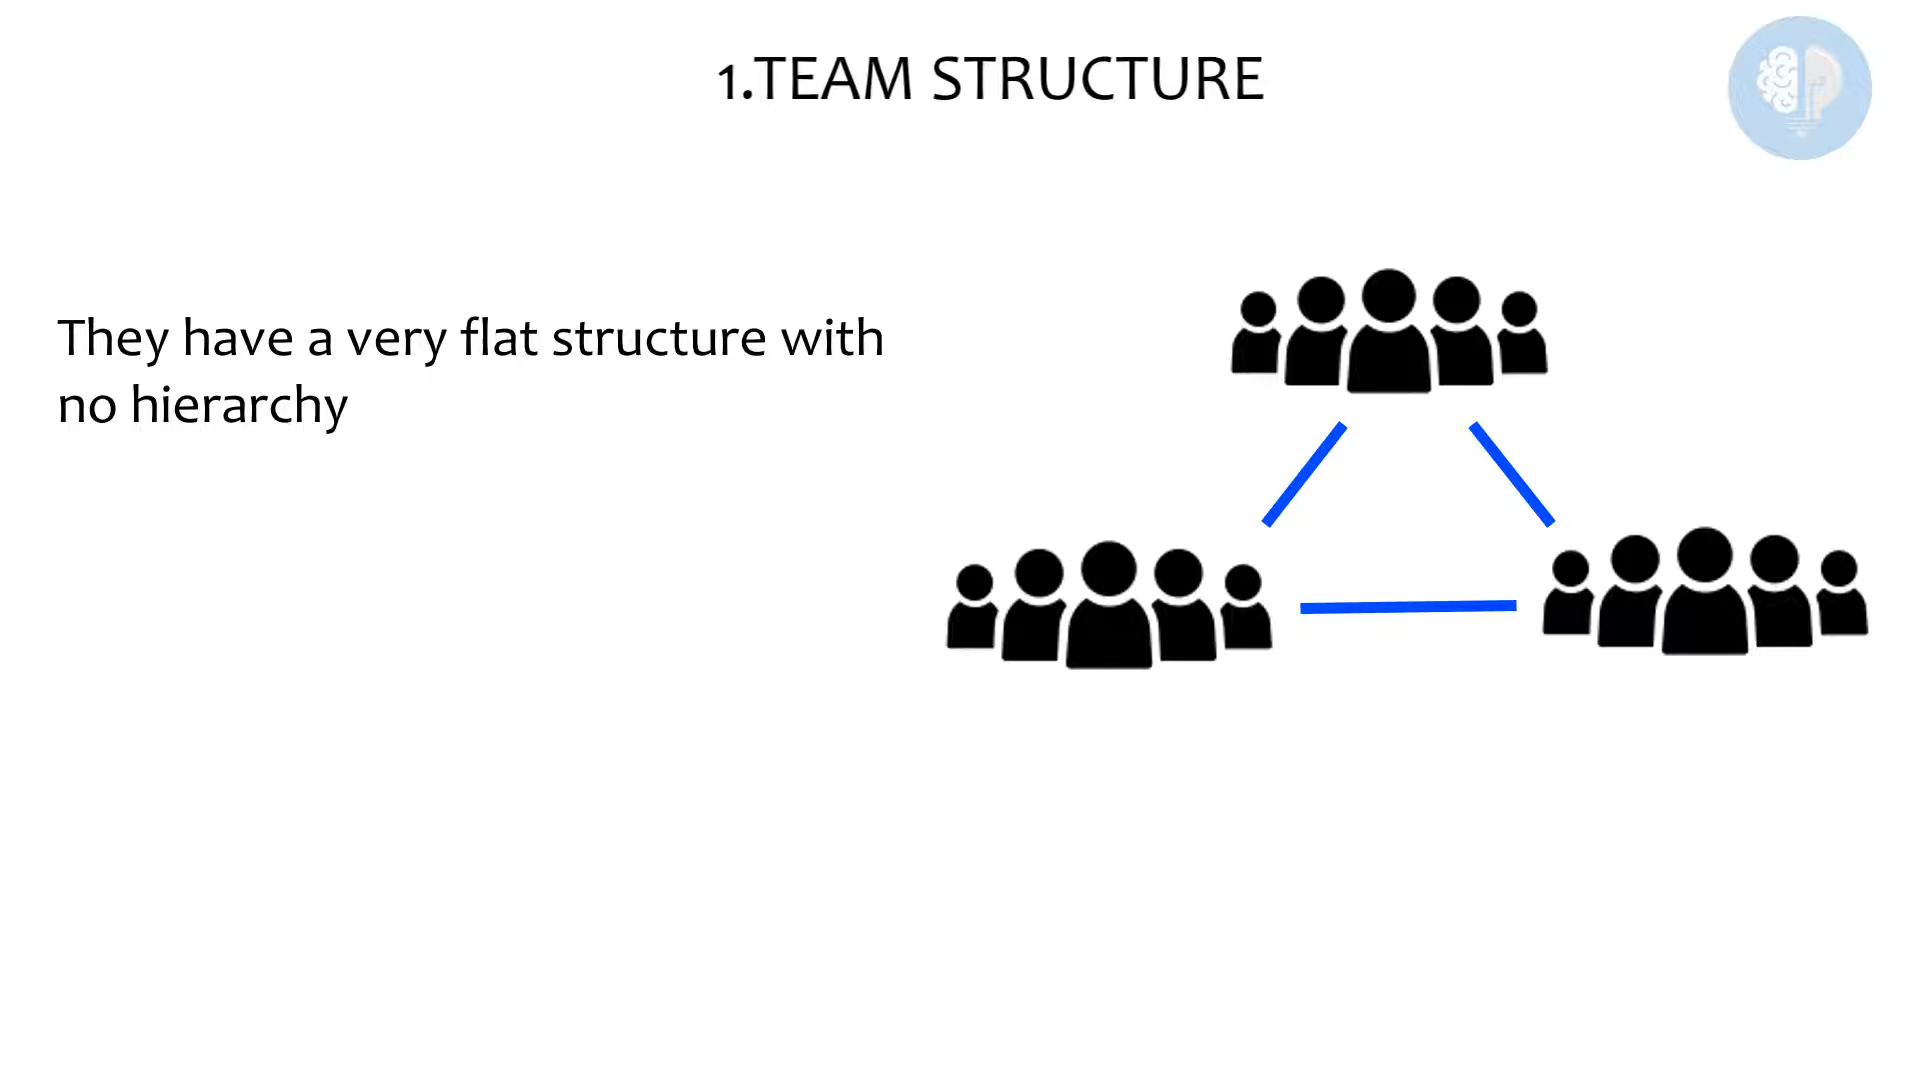 1.TEAM STRUCTURE
They have a very flat structure with
no hierarchy